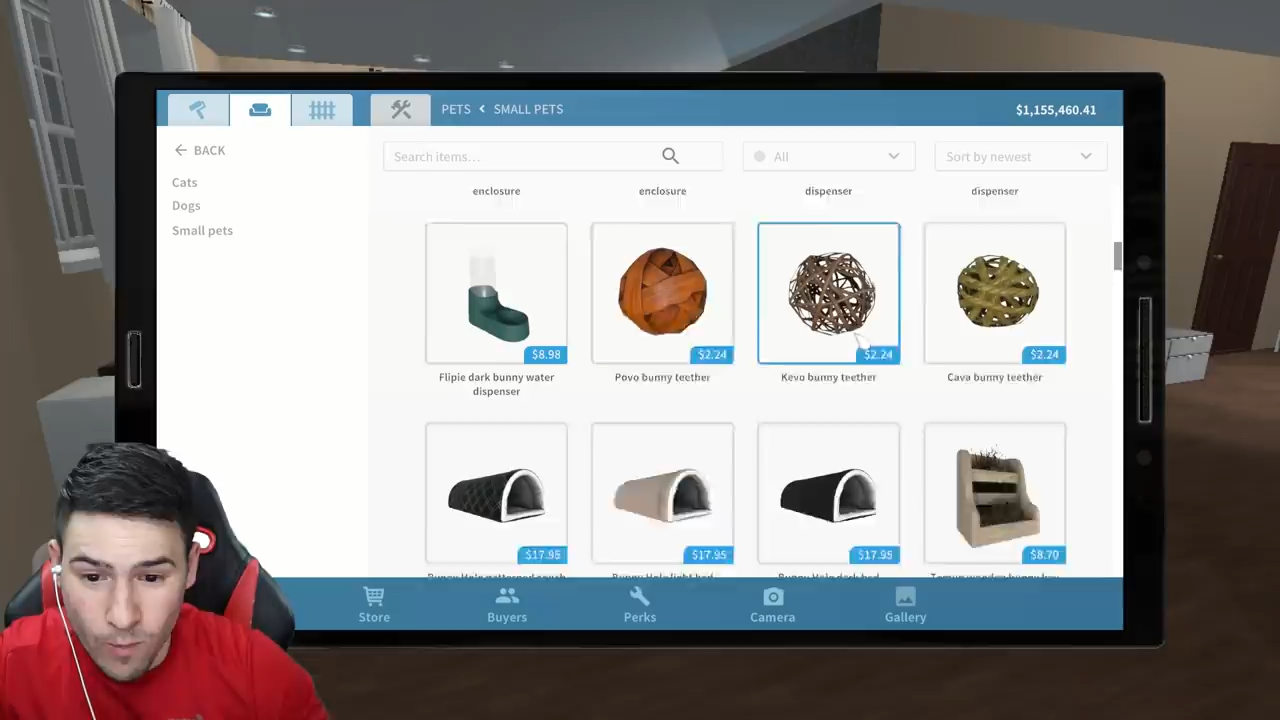 PETS < SMALL PETS
$1,155,460.41
BACK
Search items...
All
Sort by newest
Cats
Dogs
Small pets
enclosure
enclosure
dispenser
dispenser
$8.98
$2.24
$2.24
$2.24
Flipie dark bunny water
dispenser
Povo bunny teether
Kevo bunny teether
Cava bunny teether
$17.95
$17.95
$17.95
$8.70
Store
Buyers
Perks
Camera
Gallery